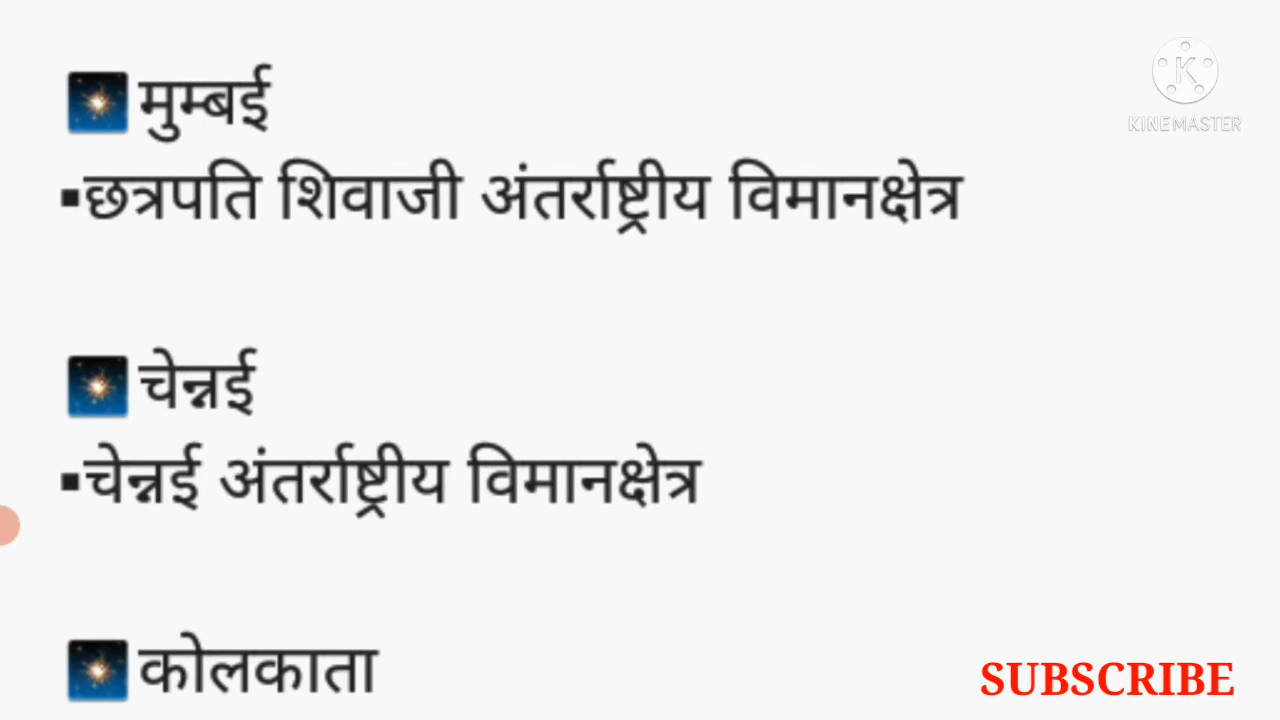 मुम्बई
KINEMASTER
▪छत्रपति शिवाजी अंतर्राष्ट्रीय विमानक्षेत्र
चेन्नई
▪चेन्नई अंतर्राष्ट्रीय विमानक्षेत्र
कोलकाता
SUBSCRIBE